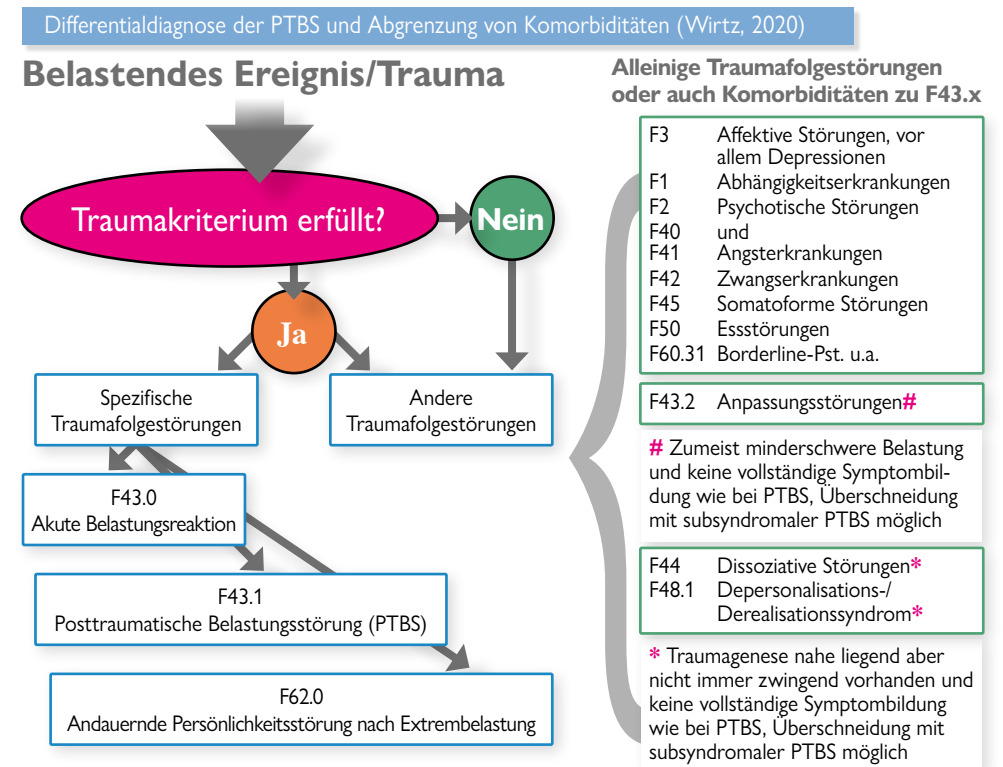 Differentialdiagnose der PTBS und Abgrenzung von Komorbiditäten (Wirtz, 2020)
Belastendes Ereignis/Trauma
Traumakriterium erfüllt?
Nein
Ja
Spezifische
Traumafolgestörungen
Andere
Traumafolgestörungen
F43.0
Akute Belastungsreaktion
F43.1
Posttraumatische Belastungsstörung (PTBS)
F62.0
Andauernde Persönlichkeitsstörung nach Extrembelastung
Alleinige Traumafolgestörungen
oder auch Komorbiditäten zu F43.x
F3 Affektive Störungen, vor
allem Depressionen
F1 Abhängigkeitserkrankungen
F2 Psychotische Störungen
F40 und
F41 Angsterkrankungen
F42 Zwangserkrankungen
F45 Somatoforme Störungen
F50 Essstörungen
F60.31 Borderline-Pst. u.a.
F43.2 Anpassungsstörungen#
# Zumeist minderschwere Belastung
und keine vollständige Symptombil-
dung wie bei PTBS, Überschneidung
mit subsyndromaler PTBS möglich
F44 Dissoziative Störungen*
F48.1 Depersonalisations-/
Derealisationssyndrom*
* Traumagenese nahe liegend aber
nicht immer zwingend vorhanden und
keine vollständige Symptombildung
wie bei PTBS, Überschneidung mit
subsyndromaler PTBS möglich